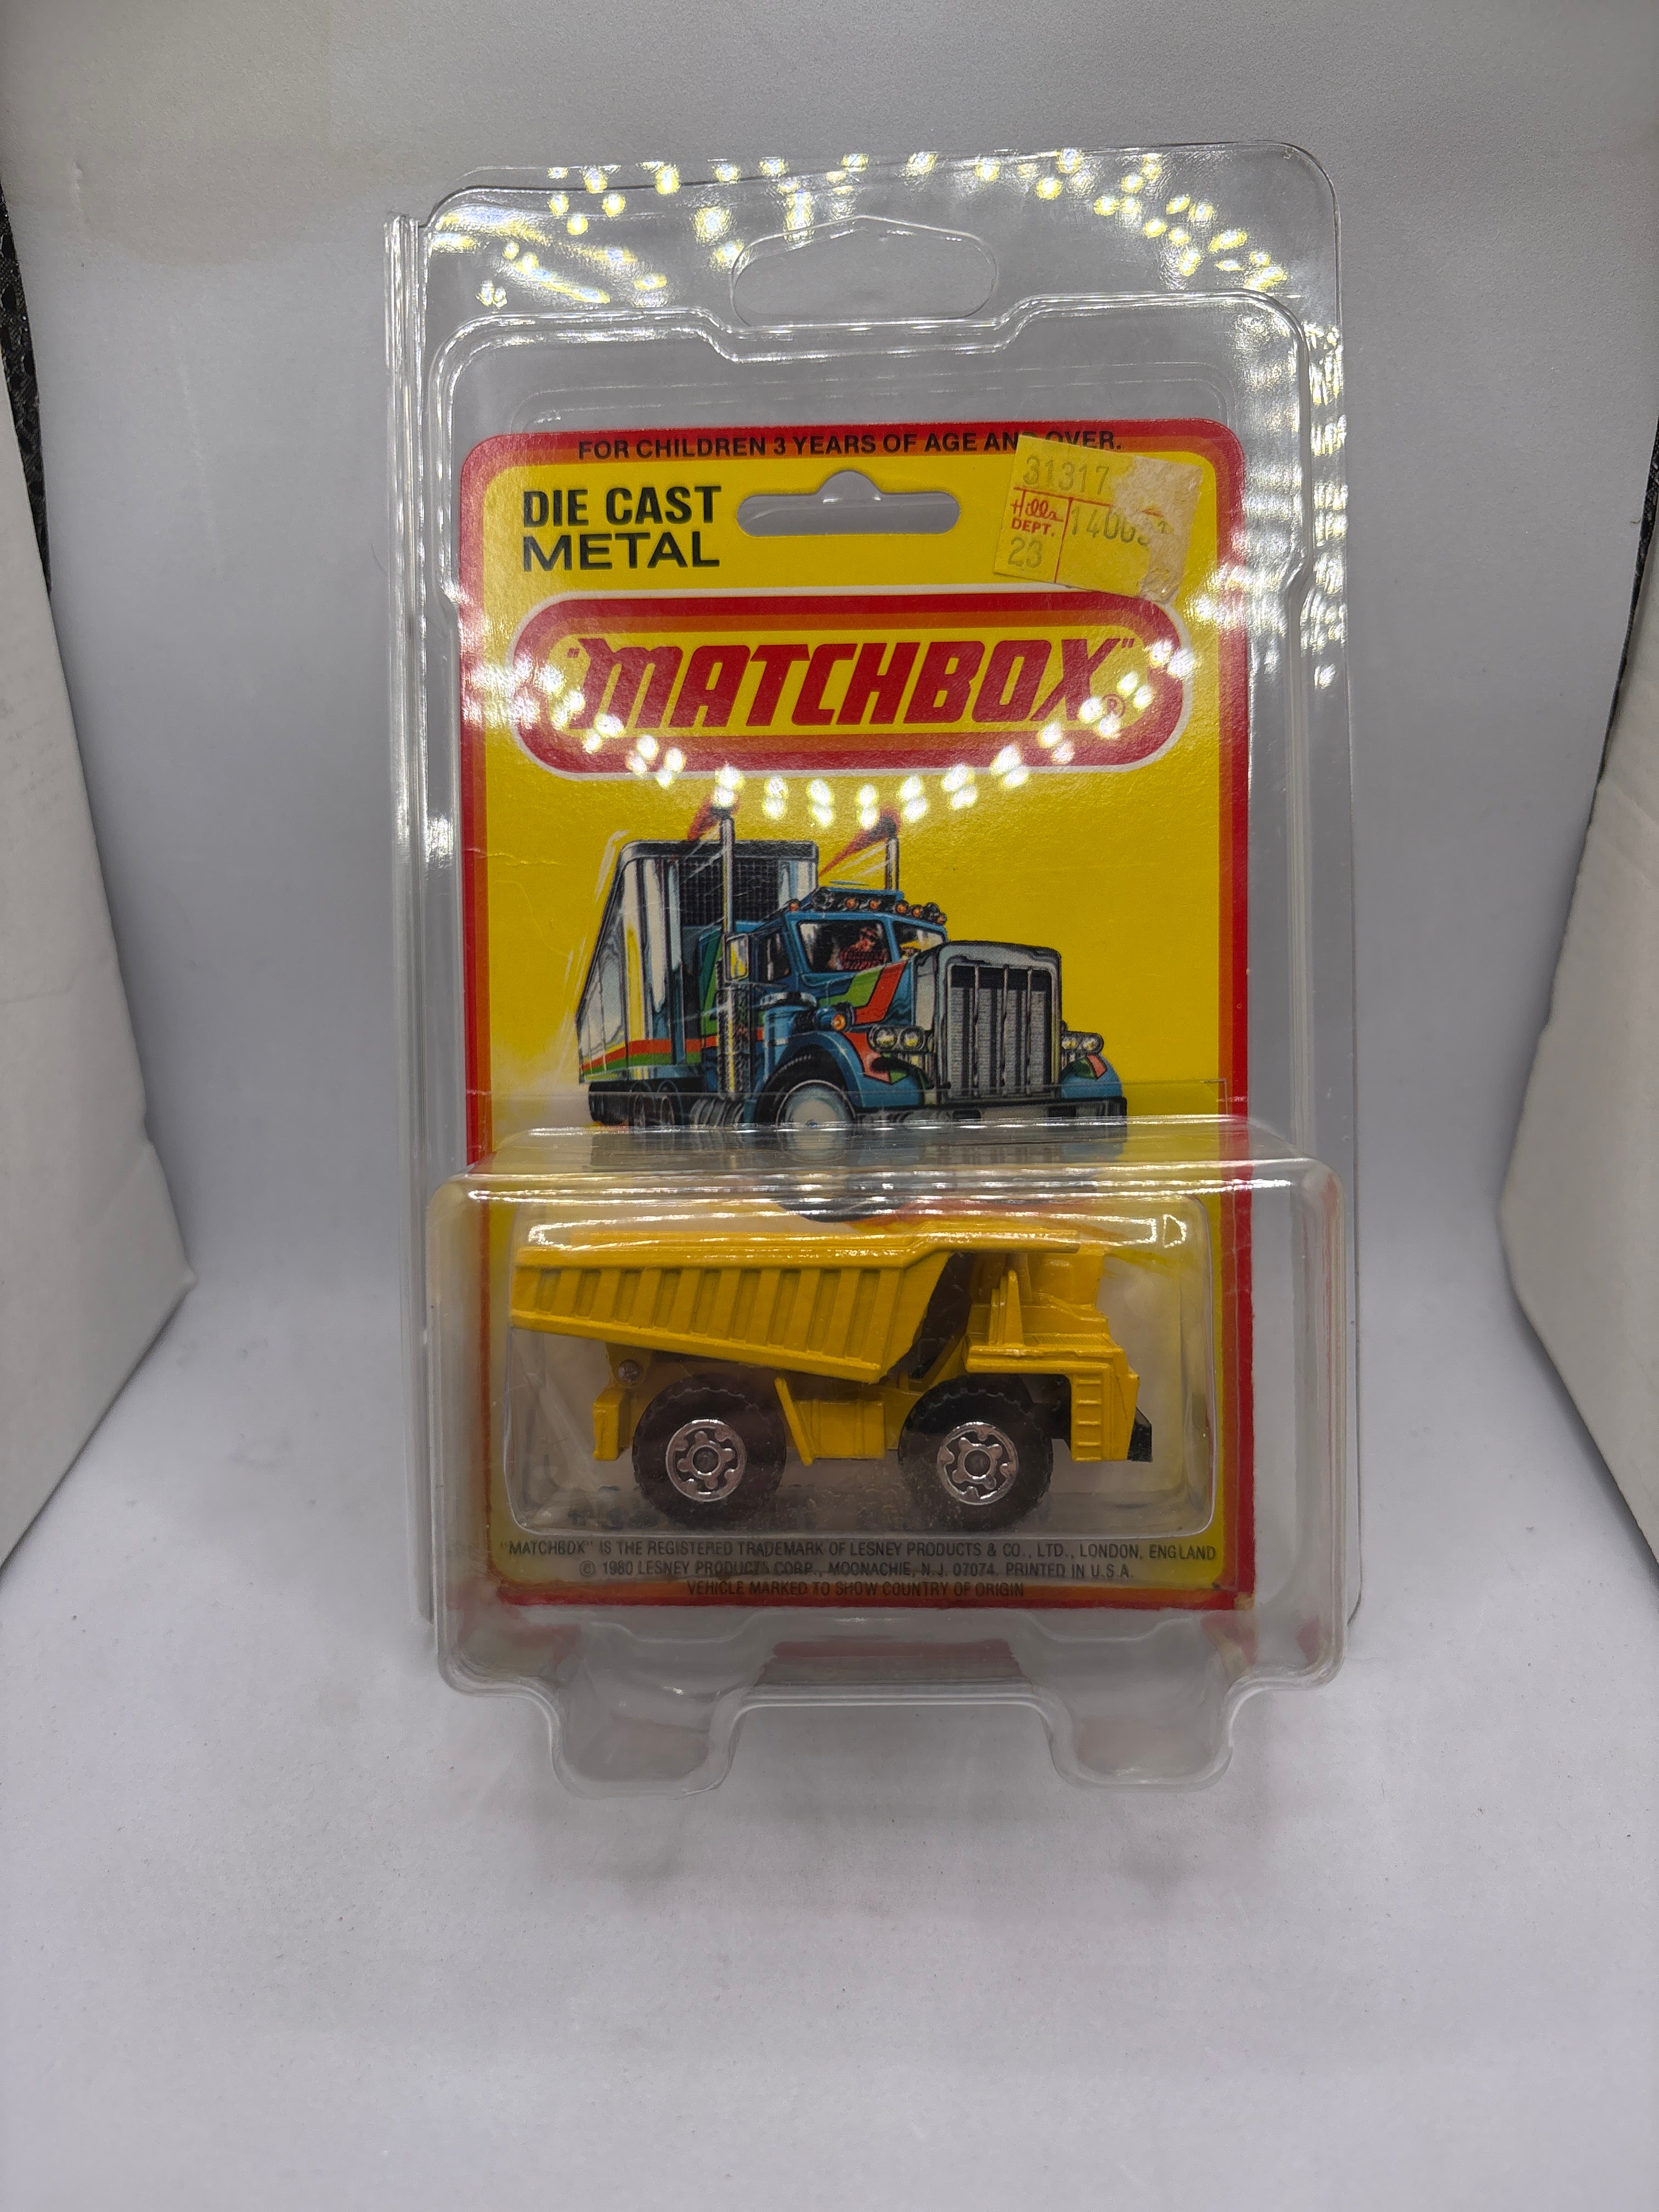 FOR CHILDREN 3 YEARS OF AGE AND OVER.
DIE CAST
METAL
31317
Hills
DEPT.
23
"MATCHBOX"®
"MATCHBOX" IS THE REGISTERED TRADEMARK OF LESNEY PRODUCTS & CO., LTD., LONDON, ENGLAND
© 1980 LESNEY PRODUCTS CORP., MOONACHIE, N.J. 07074. PRINTED IN U.S.A.
VEHICLE MARKED TO SHOW COUNTRY OF ORIGIN